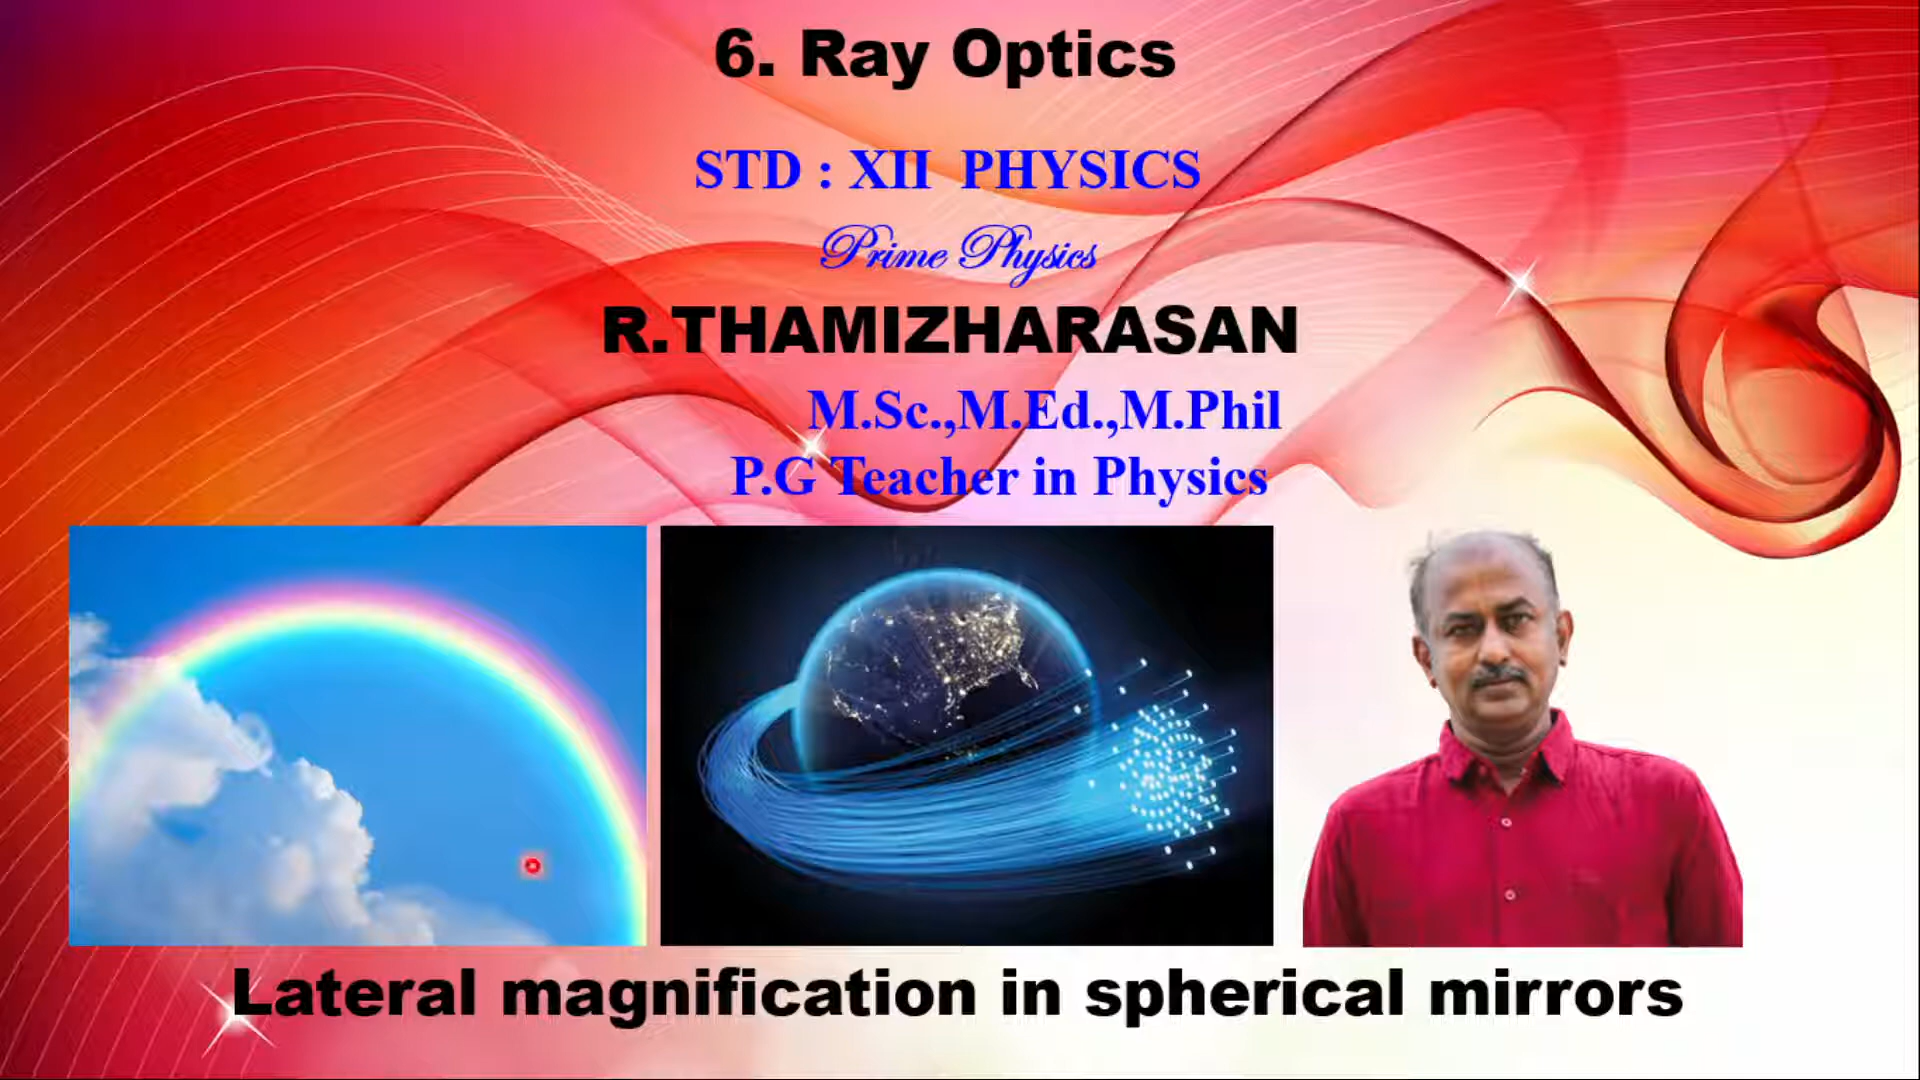 6. Ray Optics
STD : XII PHYSICS
Prime Physics
R.THAMIZHARASAN
M.Sc.,M.Ed.,M.Phil
P.G Teacher in Physics
Lateral magnification in spherical mirrors